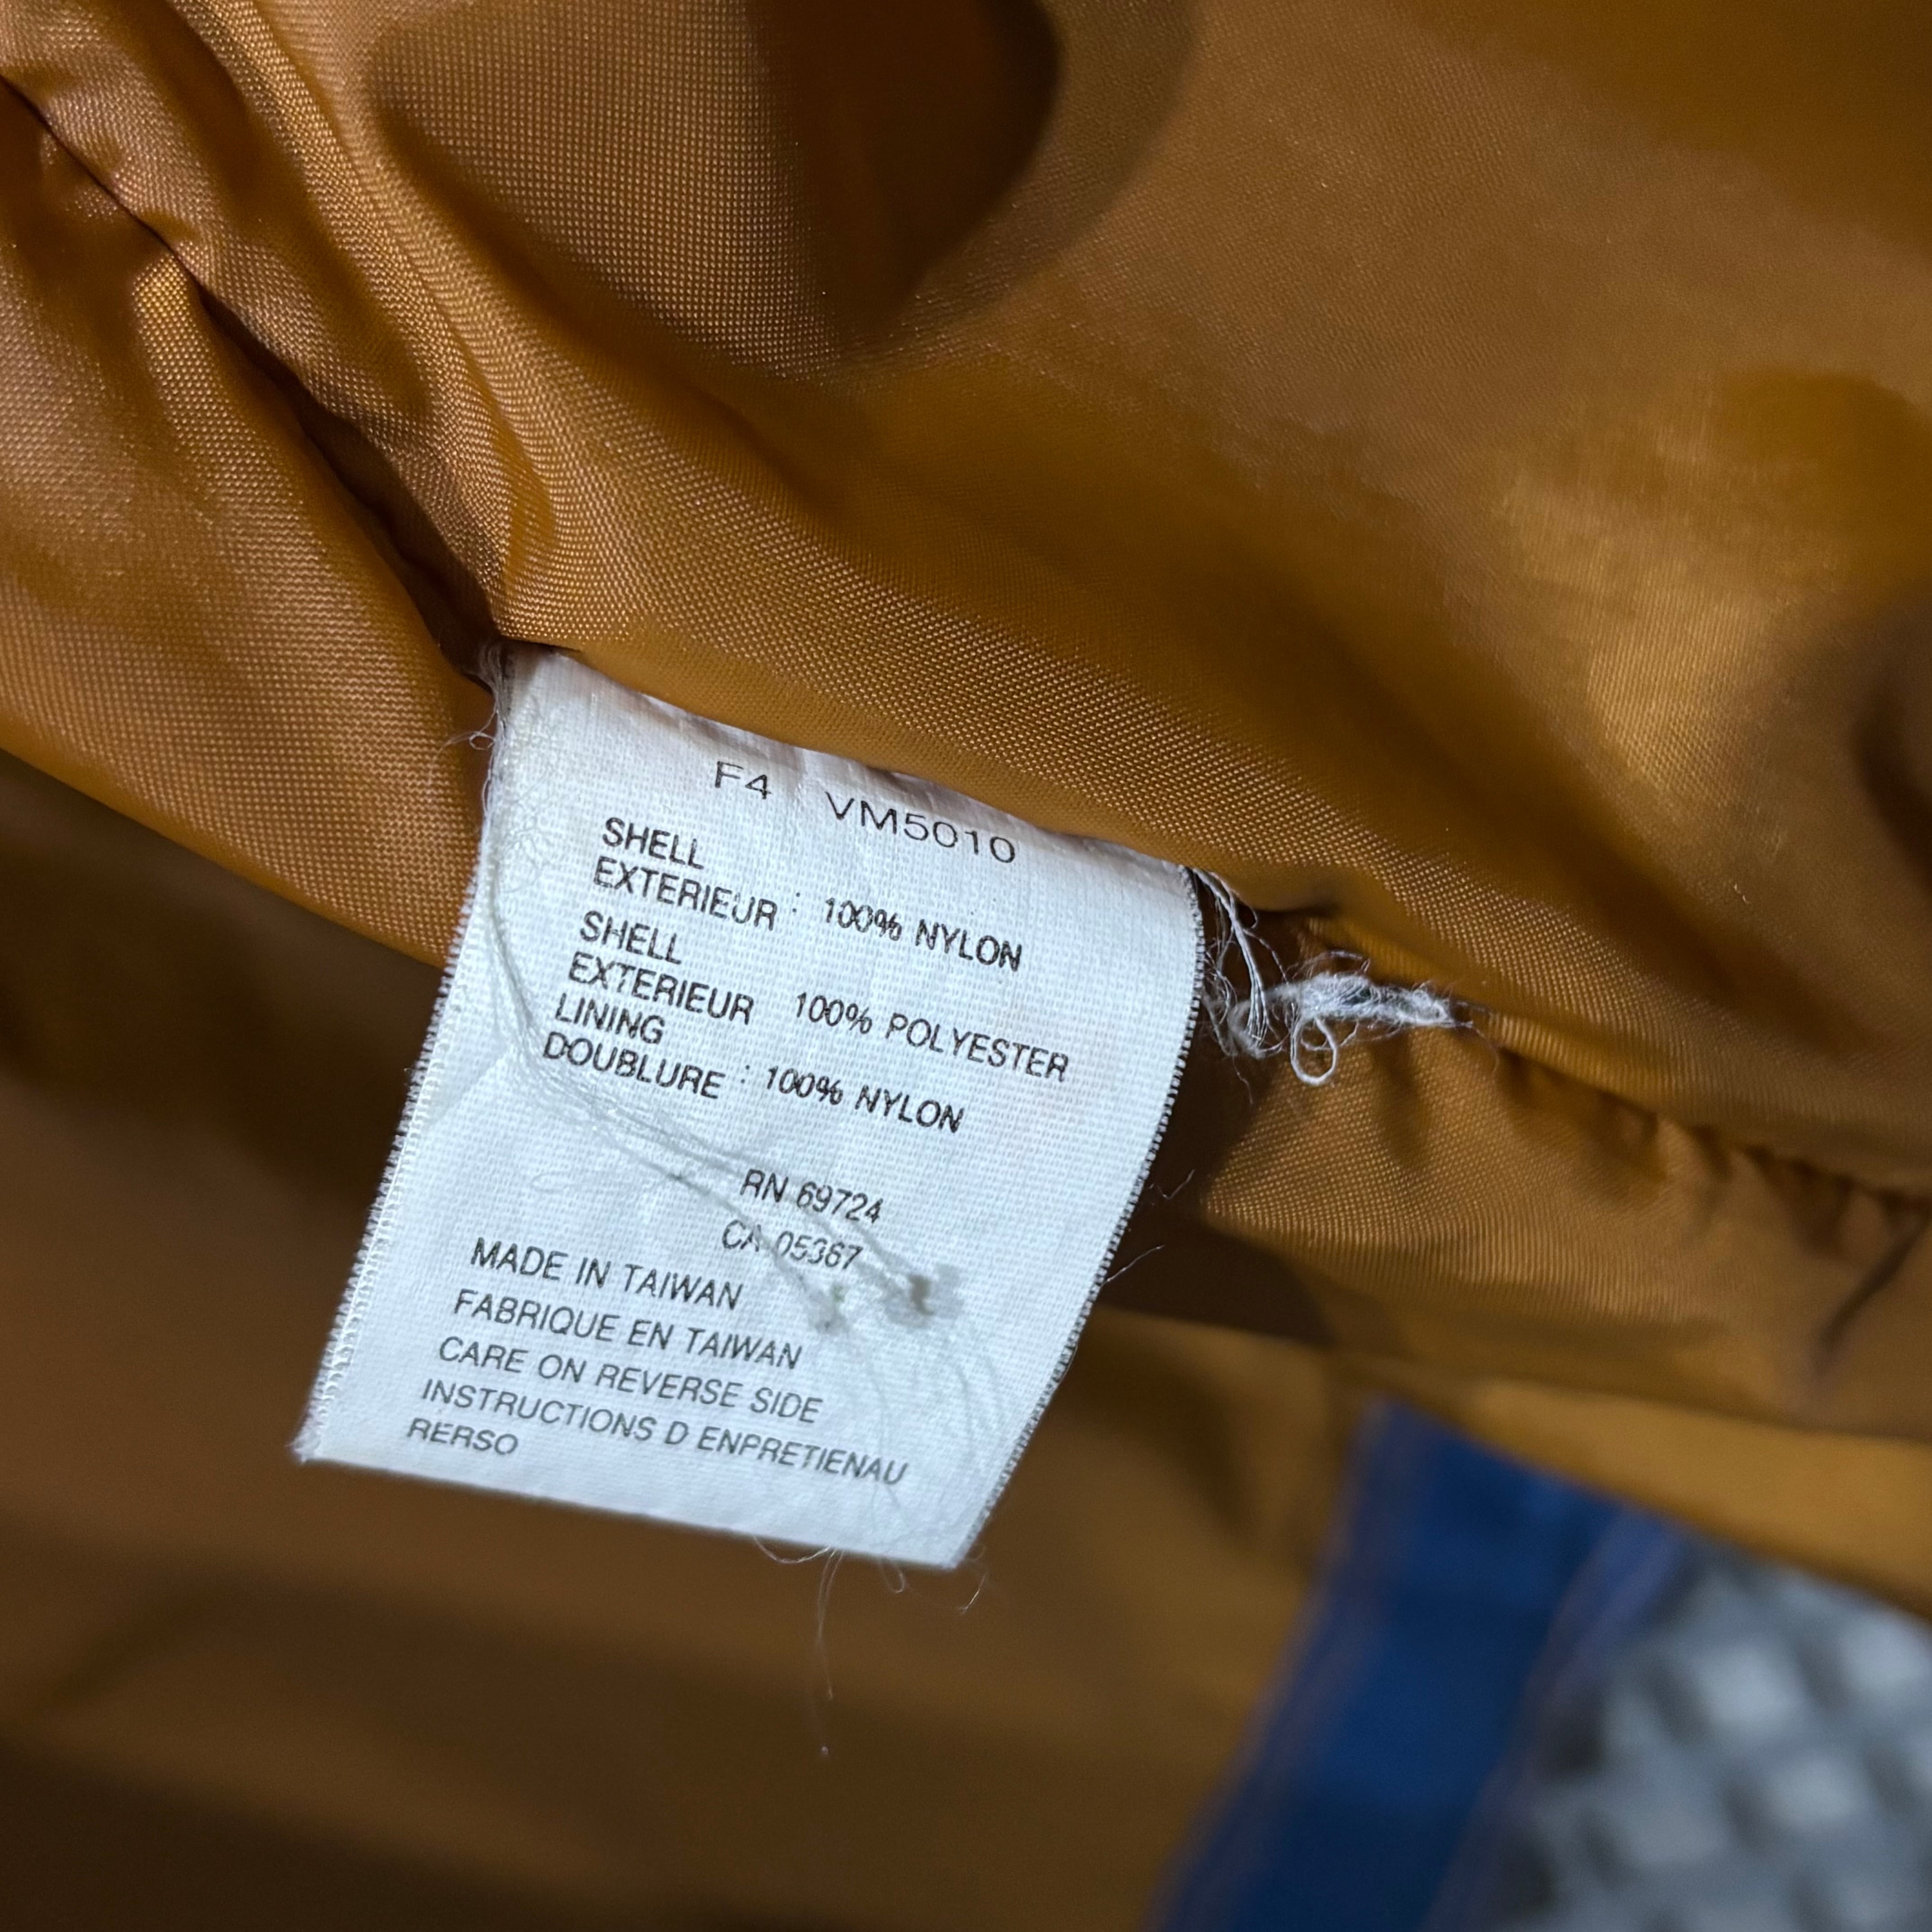 F4 VM5010
SHELL
EXTERIEUR : 100% NYLON
SHELL
EXTERIEUR 100% POLYESTER
LINING
DOUBLURE : 100% NYLON
RN 69724
CA 05367
MADE IN TAIWAN
FABRIQUE EN TAIWAN
CARE ON REVERSE SIDE
INSTRUCTIONS D ENPRETIENAU
RERSO